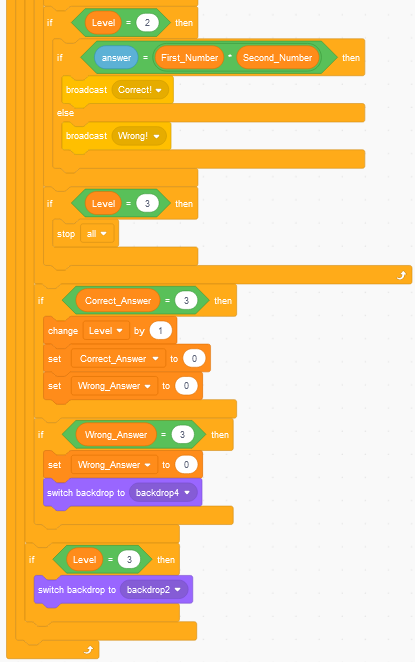 if Level = 2 then
if answer = First_Number * Second_Number then
broadcast Correct!
else
broadcast Wrong!
if Level = 3 then
stop all
if Correct_Answer = 3 then
change Level by 1
set Correct_Answer to 0
set Wrong_Answer to 0
if Wrong_Answer = 3 then
set Wrong_Answer to 0
switch backdrop to backdrop4
if Level = 3 then
switch backdrop to backdrop2